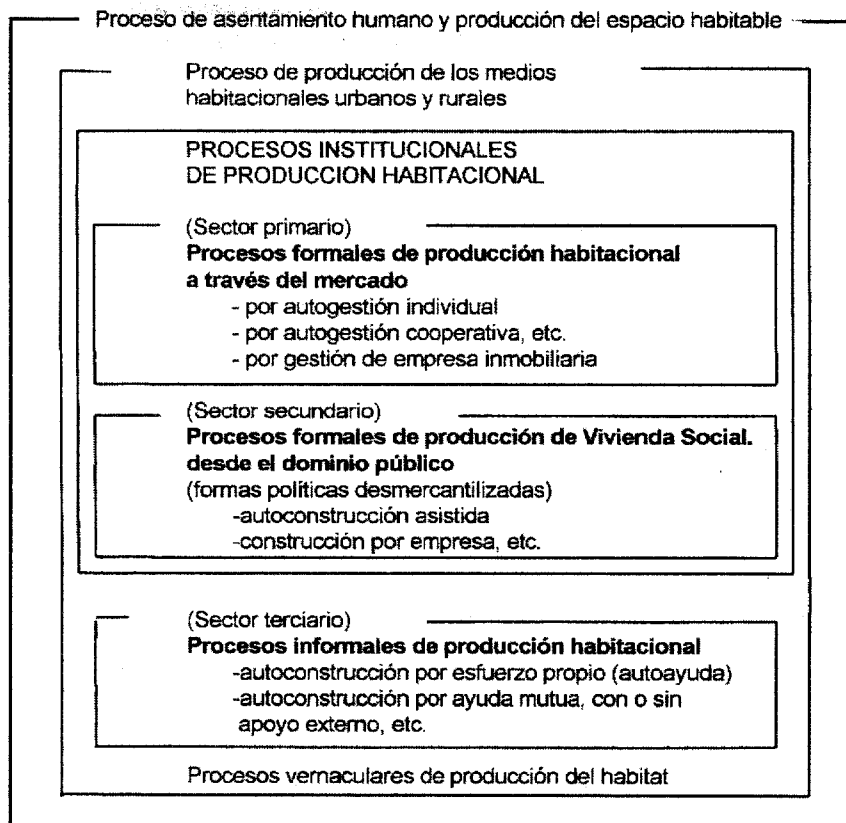 Proceso de asentamiento humano y producción del espacio habitable
Proceso de producción de los medios
habitacionales urbanos y rurales
PROCESOS INSTITUCIONALES
DE PRODUCCION HABITACIONAL
(Sector primario)
Procesos formales de producción habitacional
a través del mercado
- por autogestión individual
- por autogestión cooperativa, etc.
- por gestión de empresa inmobiliaria
(Sector secundario)
Procesos formales de producción de Vivienda Social.
desde el dominio público
(formas políticas desmercantilizadas)
-autoconstrucción asistida
-construcción por empresa, etc.
(Sector terciario)
Procesos informales de producción habitacional
-autoconstrucción por esfuerzo propio (autoayuda)
-autoconstrucción por ayuda mutua, con o sin
apoyo externo, etc.
Procesos vernaculares de producción del habitat